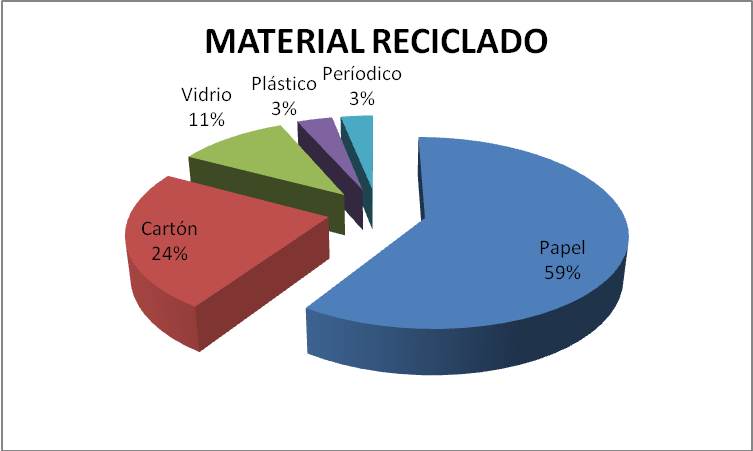 MATERIAL RECICLADO
Vidrio
11%
Plástico
3%
Períodico
3%
Cartón
24%
Papel
59%